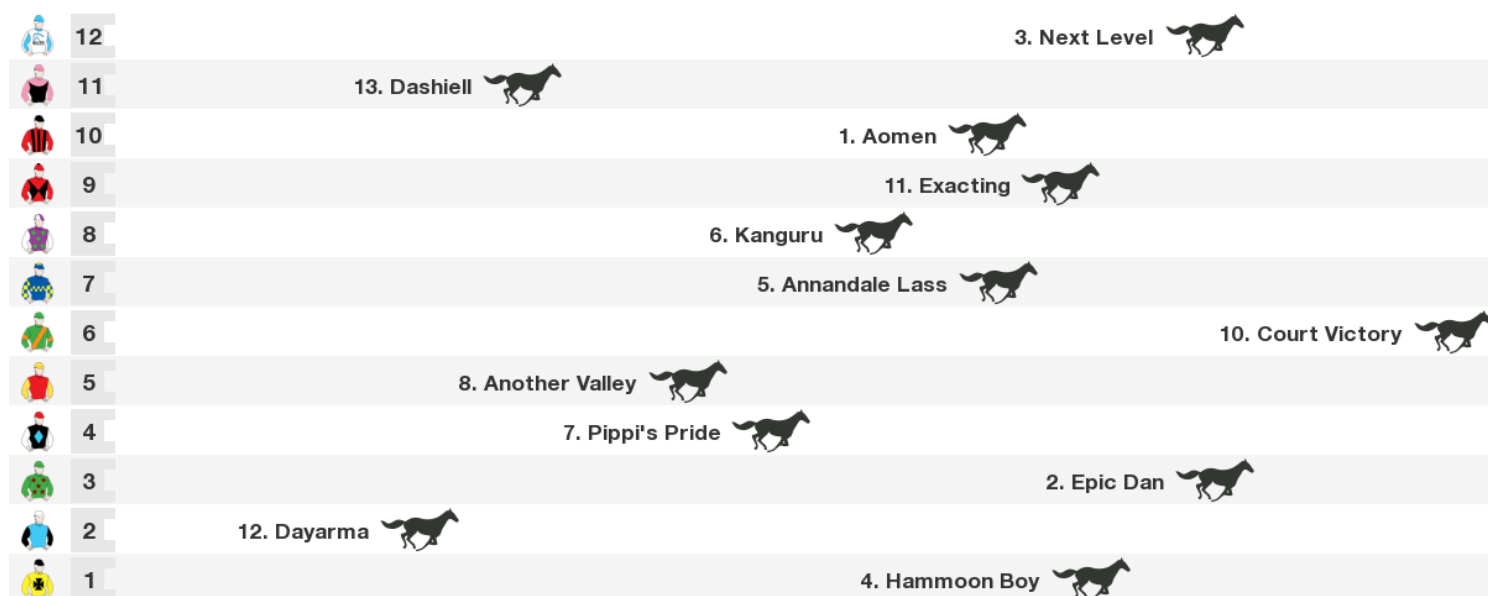 12 3. Next Level
11 13. Dashiell
10 1. Aomen
9 11. Exacting
8 6. Kanguru
7 5. Annandale Lass
6 10. Court Victory
5 8. Another Valley
4 7. Pippi's Pride
3 2. Epic Dan
2 12. Dayarma
1 4. Hammoon Boy